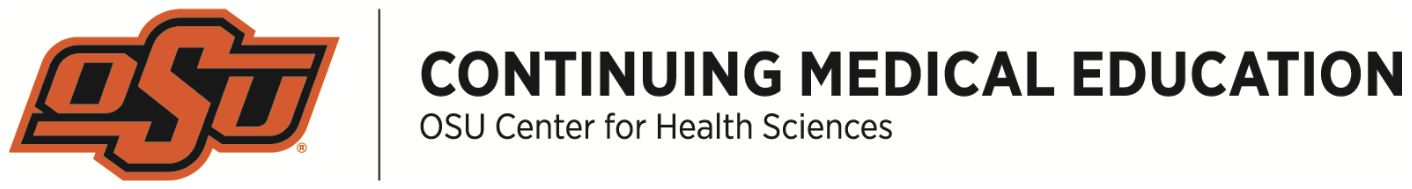 OSU®
CONTINUING MEDICAL EDUCATION
OSU Center for Health Sciences